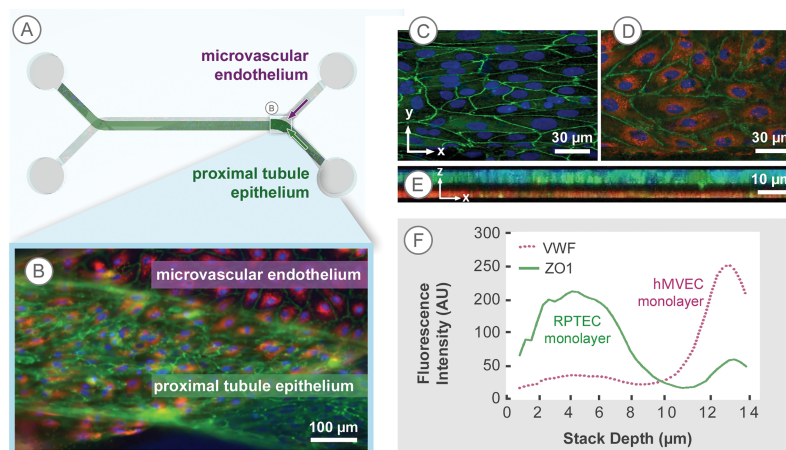 A
microvascular
endothelium
B
proximal tubule
epithelium
B
microvascular endothelium
proximal tubule epithelium
100 µm
C
y
x
30 µm
D
30 µm
E
z
x
10 µm
F
300
250
200
100
50
0
Fluorescence
Intensity (AU)
VWF
ZO1
RPTEC
monolayer
hMVEC
monolayer
0 2 4 6 8 10 12 14
Stack Depth (µm)